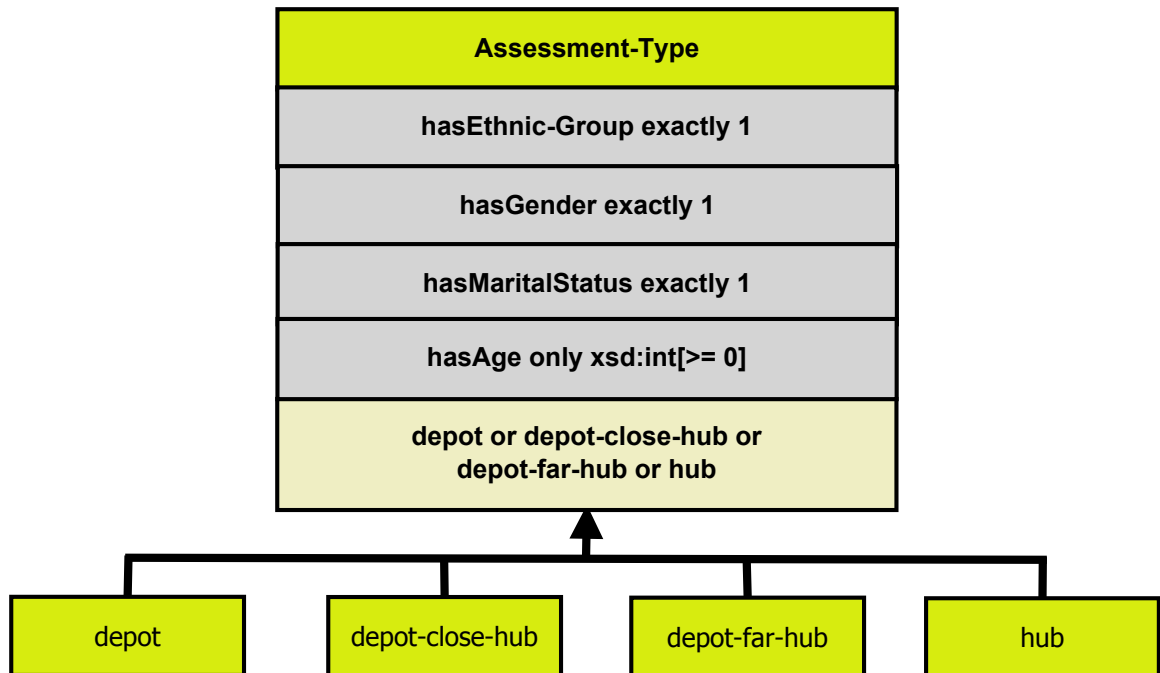 Assessment-Type
hasEthnic-Group exactly 1
hasGender exactly 1
hasMaritalStatus exactly 1
hasAge only xsd:int[>= 0]
depot or depot-close-hub or
depot-far-hub or hub
depot
depot-close-hub
depot-far-hub
hub